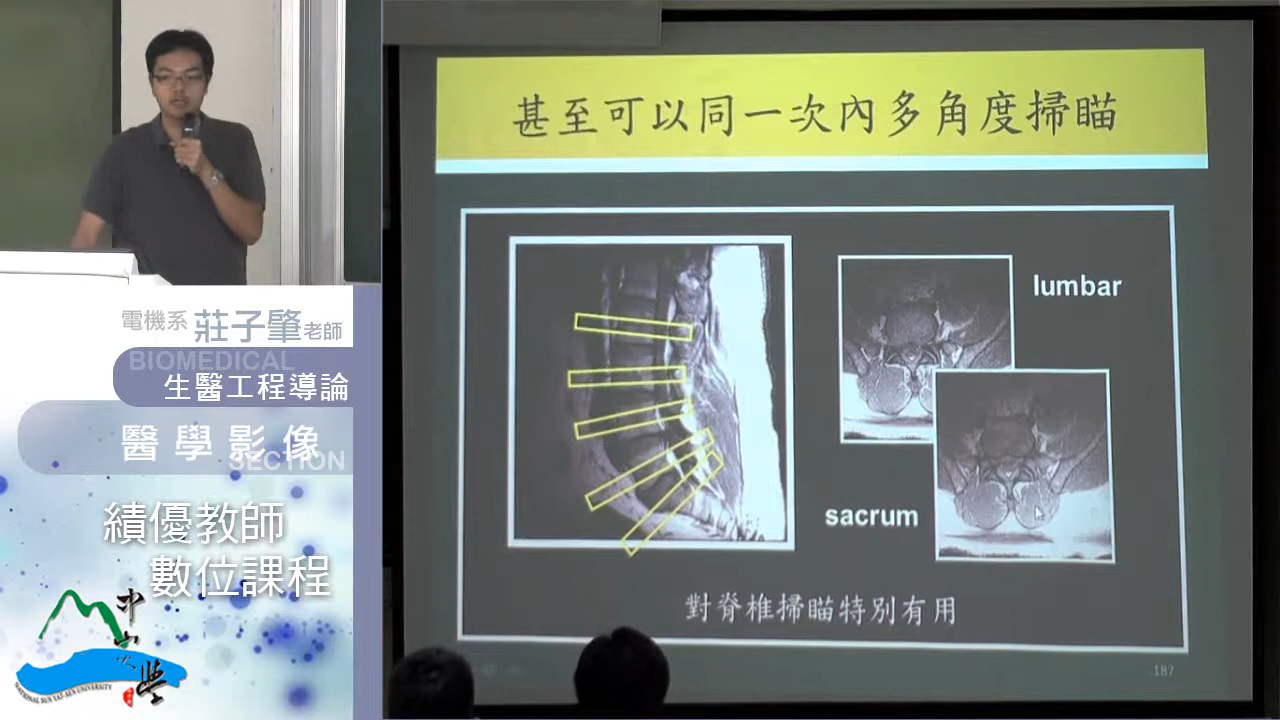 甚至可以同一次內多角度掃瞄
lumbar
sacrum
對脊椎掃瞄特別有用
187
電機系 莊子肇老師
BIOMEDICAL
生醫工程導論
醫學影像
SECTION
績優教師
數位課程
中山大學
NATIONAL SUN YAT-SEN UNIVERSITY